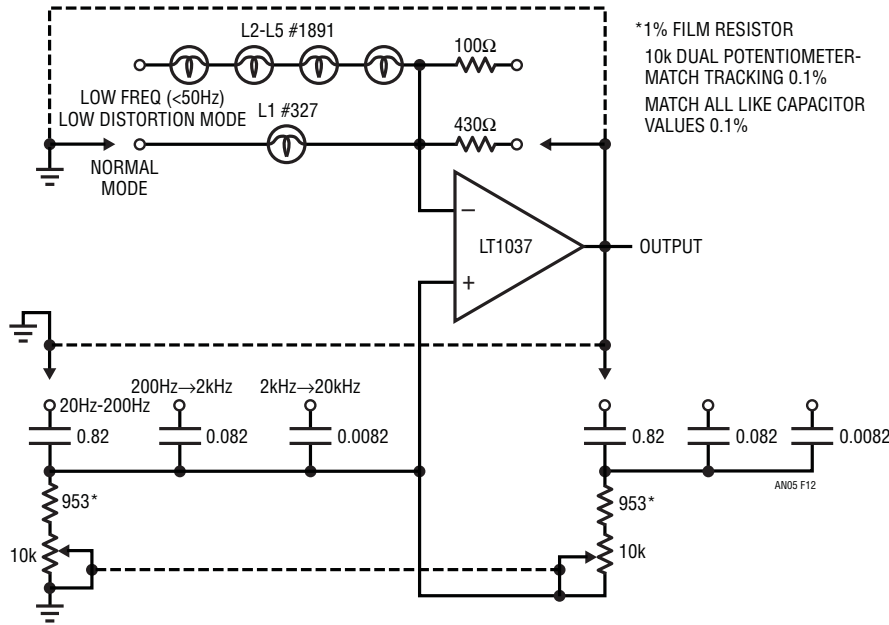 L2-L5 #1891
100Ω
*1% FILM RESISTOR
10k DUAL POTENTIOMETER-
MATCH TRACKING 0.1%
MATCH ALL LIKE CAPACITOR
VALUES 0.1%
LOW FREQ (<50Hz)
LOW DISTORTION MODE
L1 #327
430Ω
NORMAL
MODE
–
LT1037
OUTPUT
+
20Hz-200Hz
200Hz→2kHz
2kHz→20kHz
0.82
0.082
0.0082
0.82
0.082
0.0082
AN05 F12
953*
953*
10k
10k